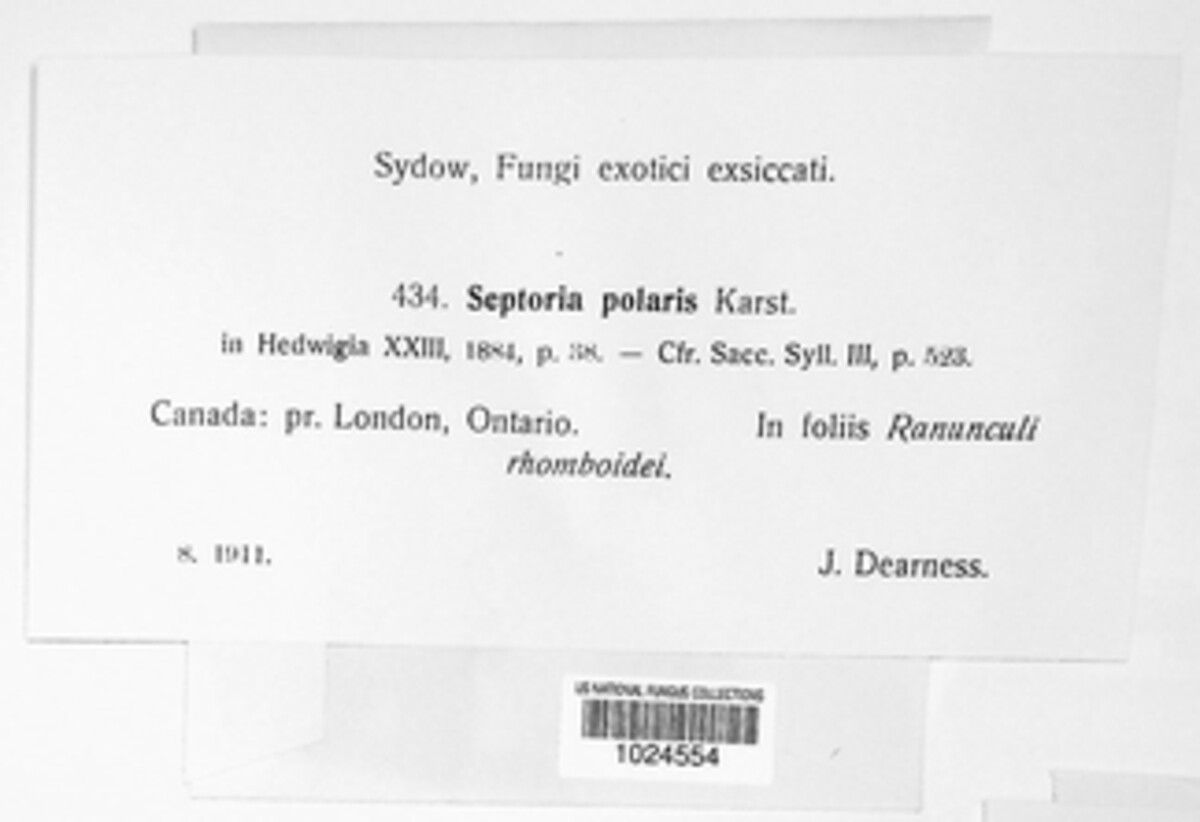 Sydow, Fungi exotici exsiccati.
434. Septoria polaris Karst.
in Hedwigia XXIII, 1884, p. 38. — Cfr. Sacc. Syll. III, p. 523.
Canada: pr. London, Ontario. In foliis Ranunculi
rhomboidei.
8. 1911. J. Dearness.
US NATIONAL FUNGUS COLLECTIONS
1024554